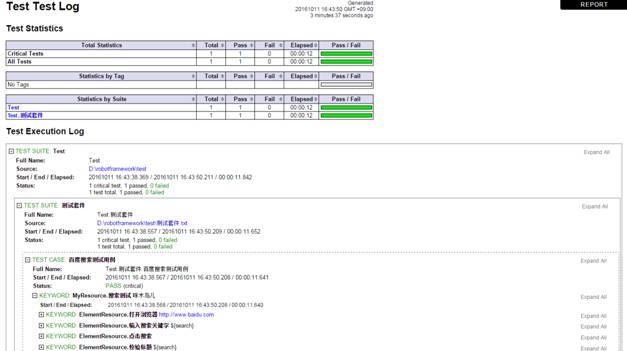 Test Test Log
REPORT
Generated
20161011 16:43:50 GMT +09:00
3 minutes 37 seconds ago
Test Statistics
Total Statistics Total Pass Fail Elapsed Pass / Fail
Critical Tests 1 1 0 00:00:12
All Tests 1 1 0 00:00:12
Statistics by Tag Total Pass Fail Elapsed Pass / Fail
No Tags
Statistics by Suite Total Pass Fail Elapsed Pass / Fail
Test 1 1 0 00:00:12
Test.测试套件 1 1 0 00:00:12
Test Execution Log
TEST SUITE: Test Expand All
Full Name: Test
Source: D:\robotframework\test
Start / End / Elapsed: 20161011 16:43:38.369 / 20161011 16:43:50.211 / 00:00:11.842
Status: 1 critical test, 1 passed, 0 failed
1 test total, 1 passed, 0 failed
TEST SUITE: 测试套件 Expand All
Full Name: Test.测试套件
Source: D:\robotframework\test\测试套件.txt
Start / End / Elapsed: 20161011 16:43:38.557 / 20161011 16:43:50.209 / 00:00:11.652
Status: 1 critical test, 1 passed, 0 failed
1 test total, 1 passed, 0 failed
TEST CASE: 百度搜索测试用例 Expand All
Full Name: Test.测试套件.百度搜索测试用例
Start / End / Elapsed: 20161011 16:43:38.567 / 20161011 16:43:50.208 / 00:00:11.641
Status: PASS (critical)
KEYWORD: MyResource.搜索测试 啄木鸟儿 Expand All
Start / End / Elapsed: 20161011 16:43:38.568 / 20161011 16:43:50.208 / 00:00:11.640
KEYWORD: ElementResource.打开浏览器 http://www.baidu.com Expand All
KEYWORD: ElementResource.输入搜索关键字 ${search} Expand All
KEYWORD: ElementResource.点击搜索 Expand All
KEYWORD: ElementResource.校验标题 ${search} Expand All